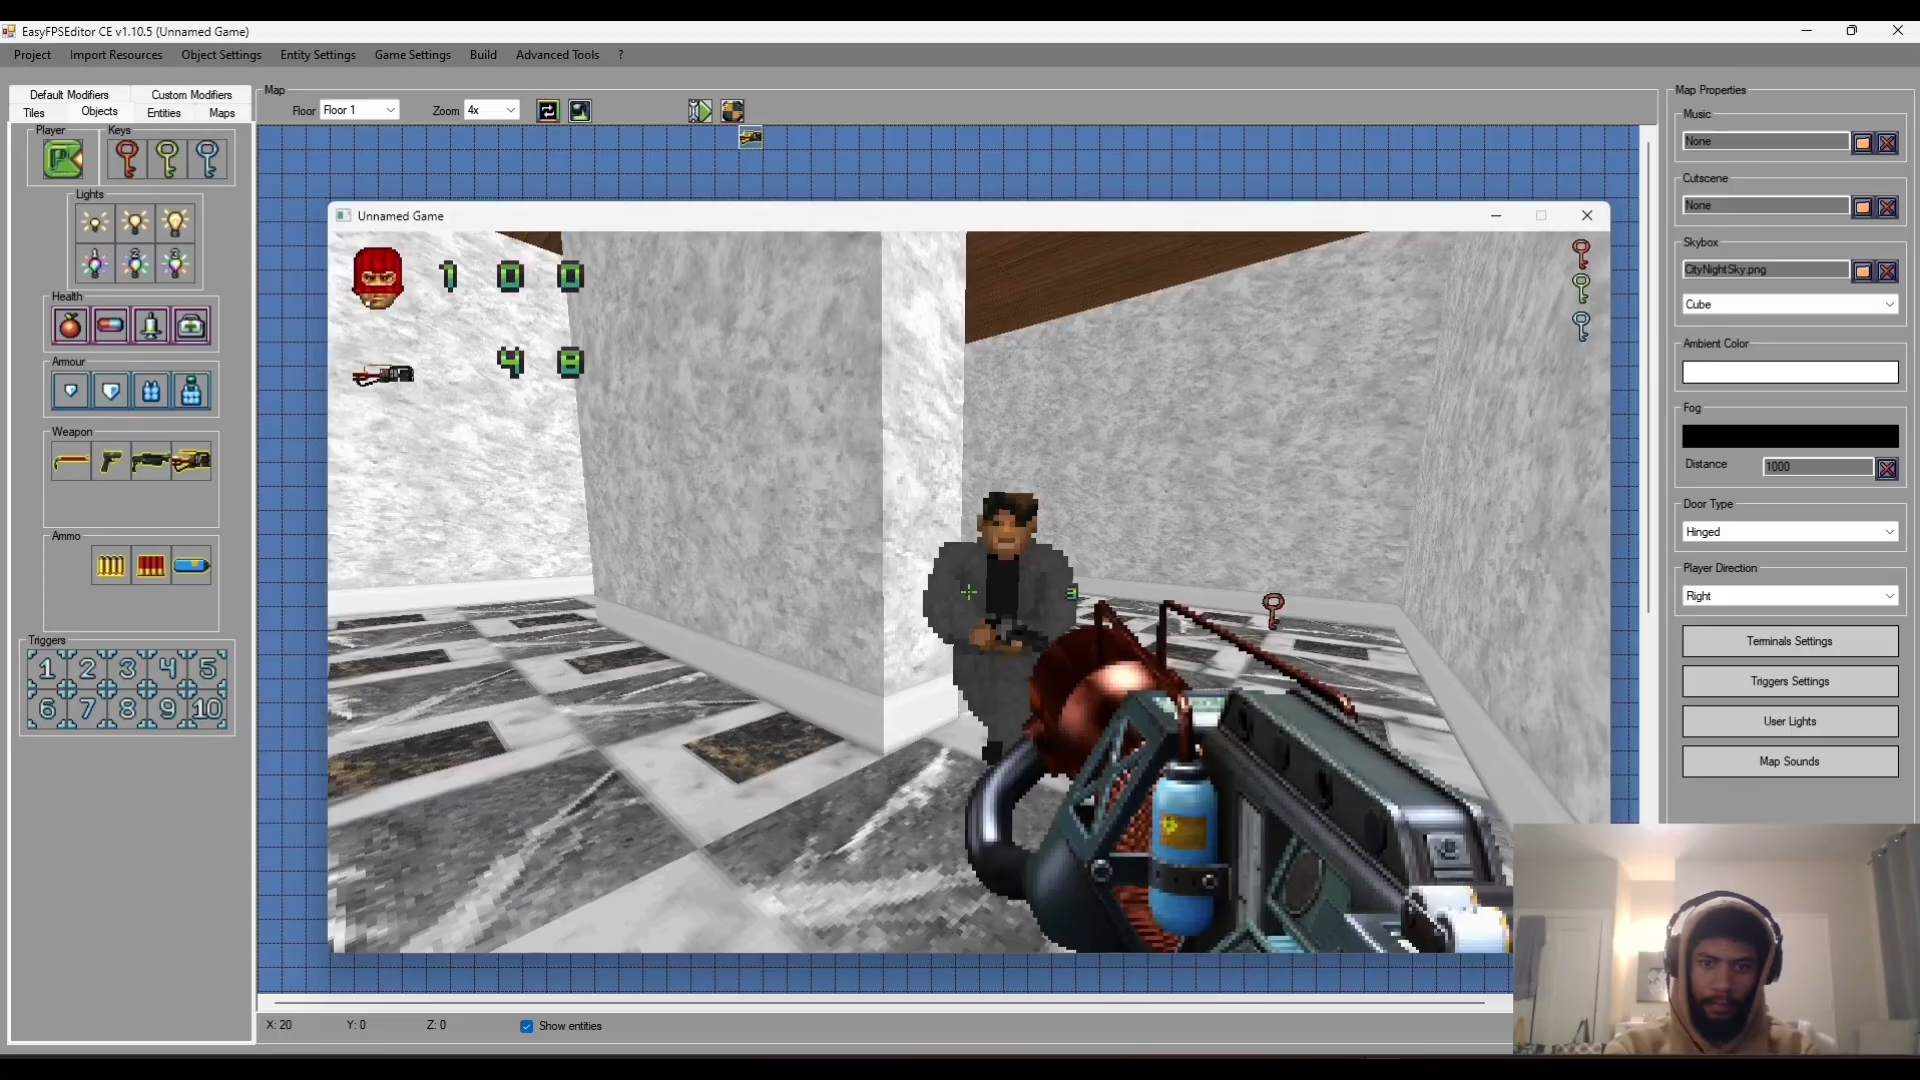 EasyFPSEditor CE v1.10.5 (Unnamed Game)
Project Import Resources Object Settings Entity Settings Game Settings Build Advanced Tools ?
Default Modifiers Custom Modifiers
Tiles Objects Entities Maps
Player Keys
P
Lights
1 2 3
Health
Armour
Weapon
Ammo
Triggers
1 2 3 4 5
6 7 8 9 10
Map
Floor Floor 1 Zoom 4x
Unnamed Game
100
48
X: 20 Y: 0 Z: 0 Show entities
Map Properties
Music
None
Cutscene
None
Skybox
CityNightSky.png
Cube
Ambient Color
Fog
Distance 1000
Door Type
Hinged
Player Direction
Right
Terminals Settings
Triggers Settings
User Lights
Map Sounds